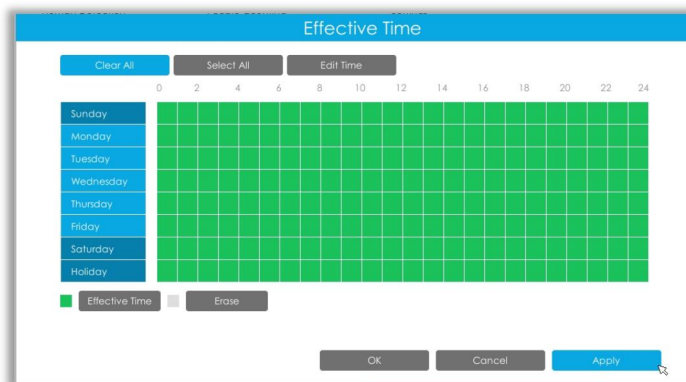 Effective Time
Clear All Select All Edit Time
0 2 4 6 8 10 12 14 16 18 20 22 24
Sunday
Monday
Tuesday
Wednesday
Thursday
Friday
Saturday
Holiday
Effective Time Erase
OK Cancel Apply